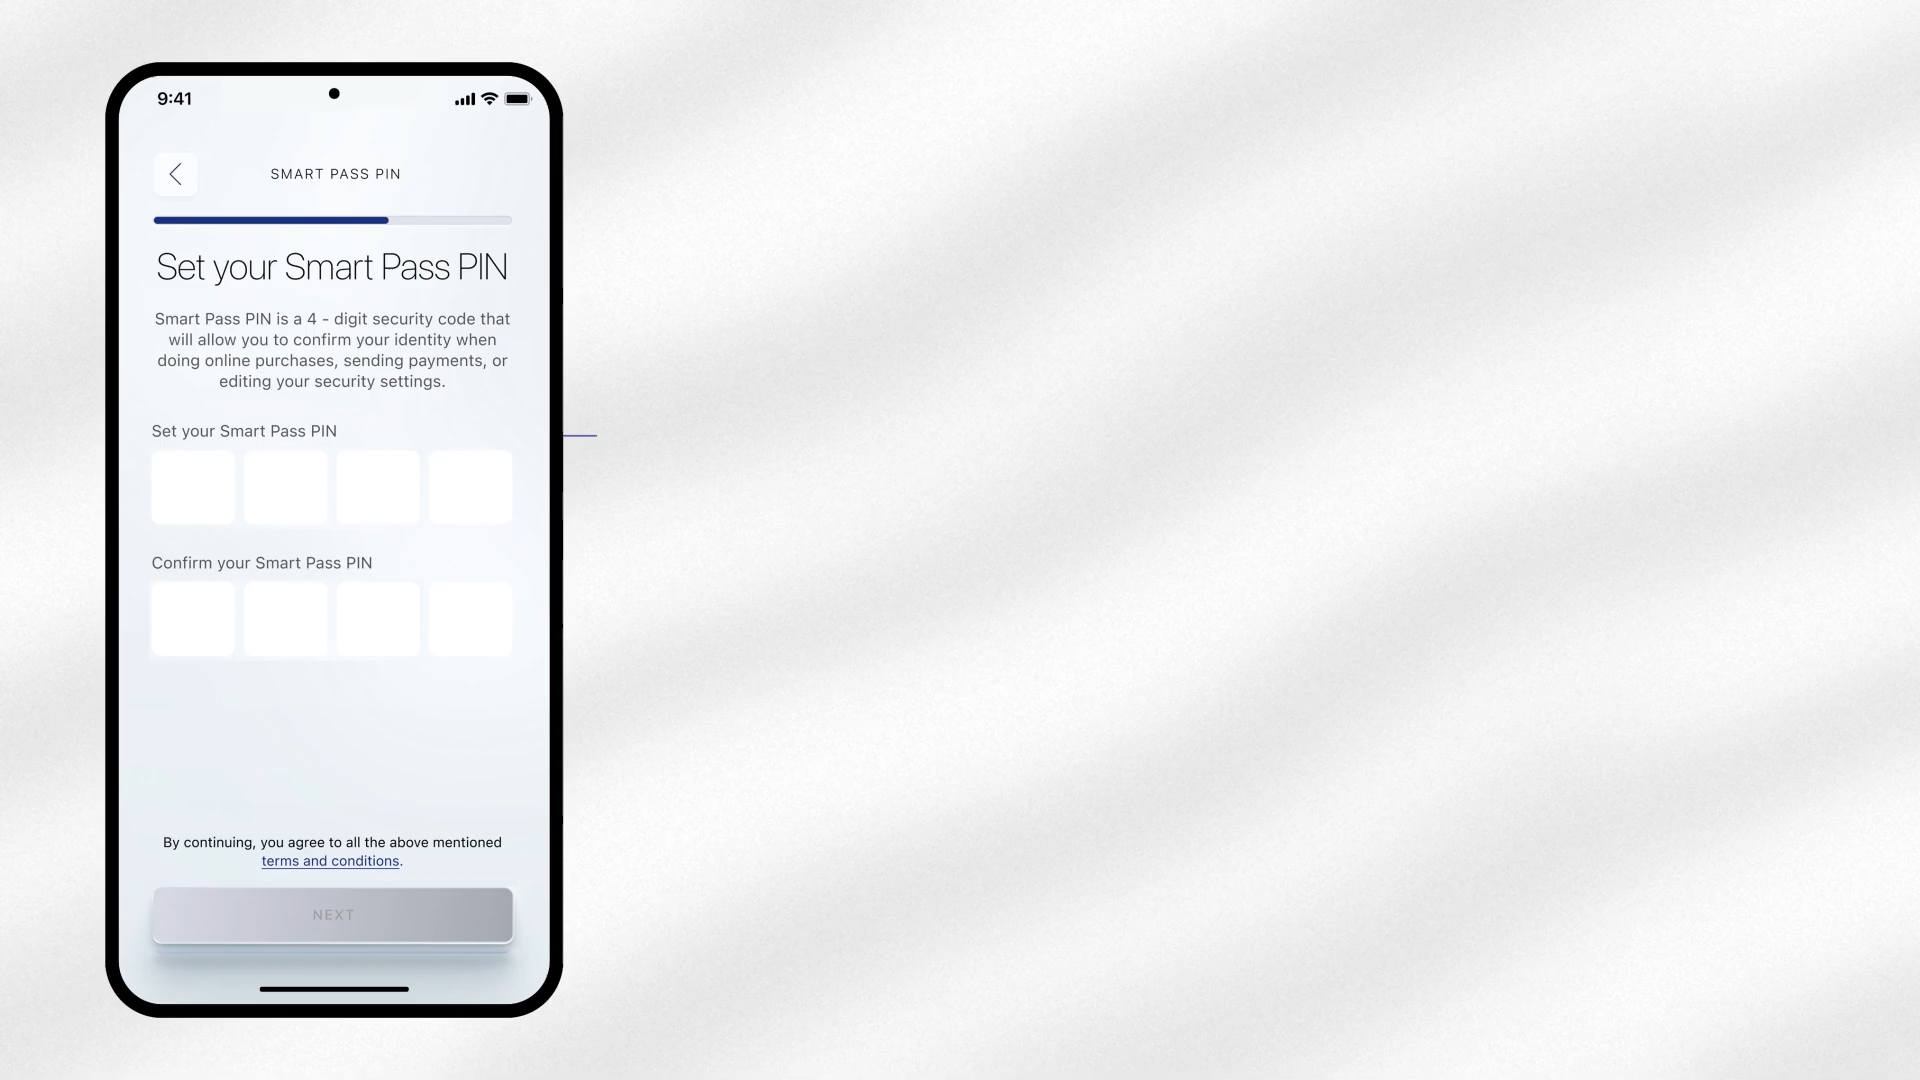 9:41
SMART PASS PIN
Set your Smart Pass PIN
Smart Pass PIN is a 4 - digit security code that
will allow you to confirm your identity when
doing online purchases, sending payments, or
editing your security settings.
Set your Smart Pass PIN
Confirm your Smart Pass PIN
By continuing, you agree to all the above mentioned
terms and conditions.
NEXT